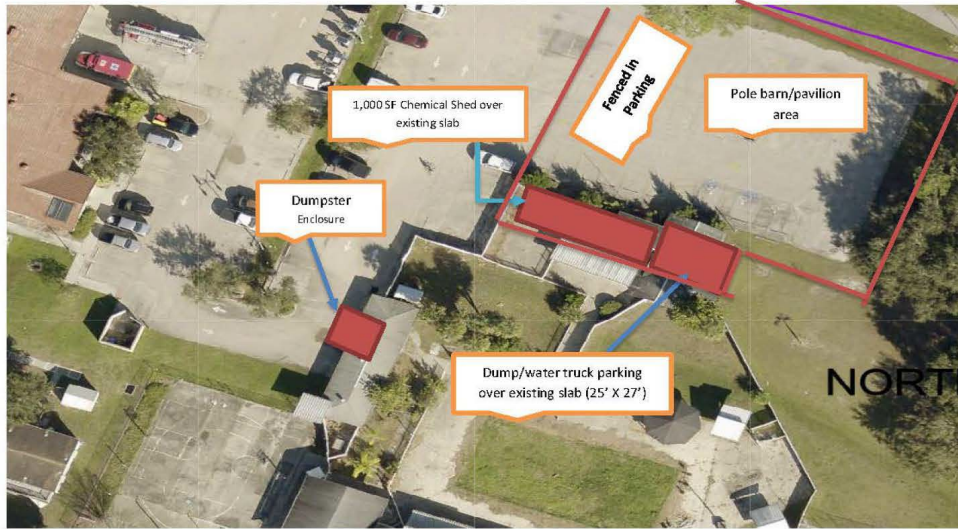 Fenced in
Parking
Pole barn/pavilion
area
1,000 SF Chemical Shed over
existing slab
Dumpster
Enclosure
Dump/water truck parking
over existing slab (25’ X 27’)
NORT